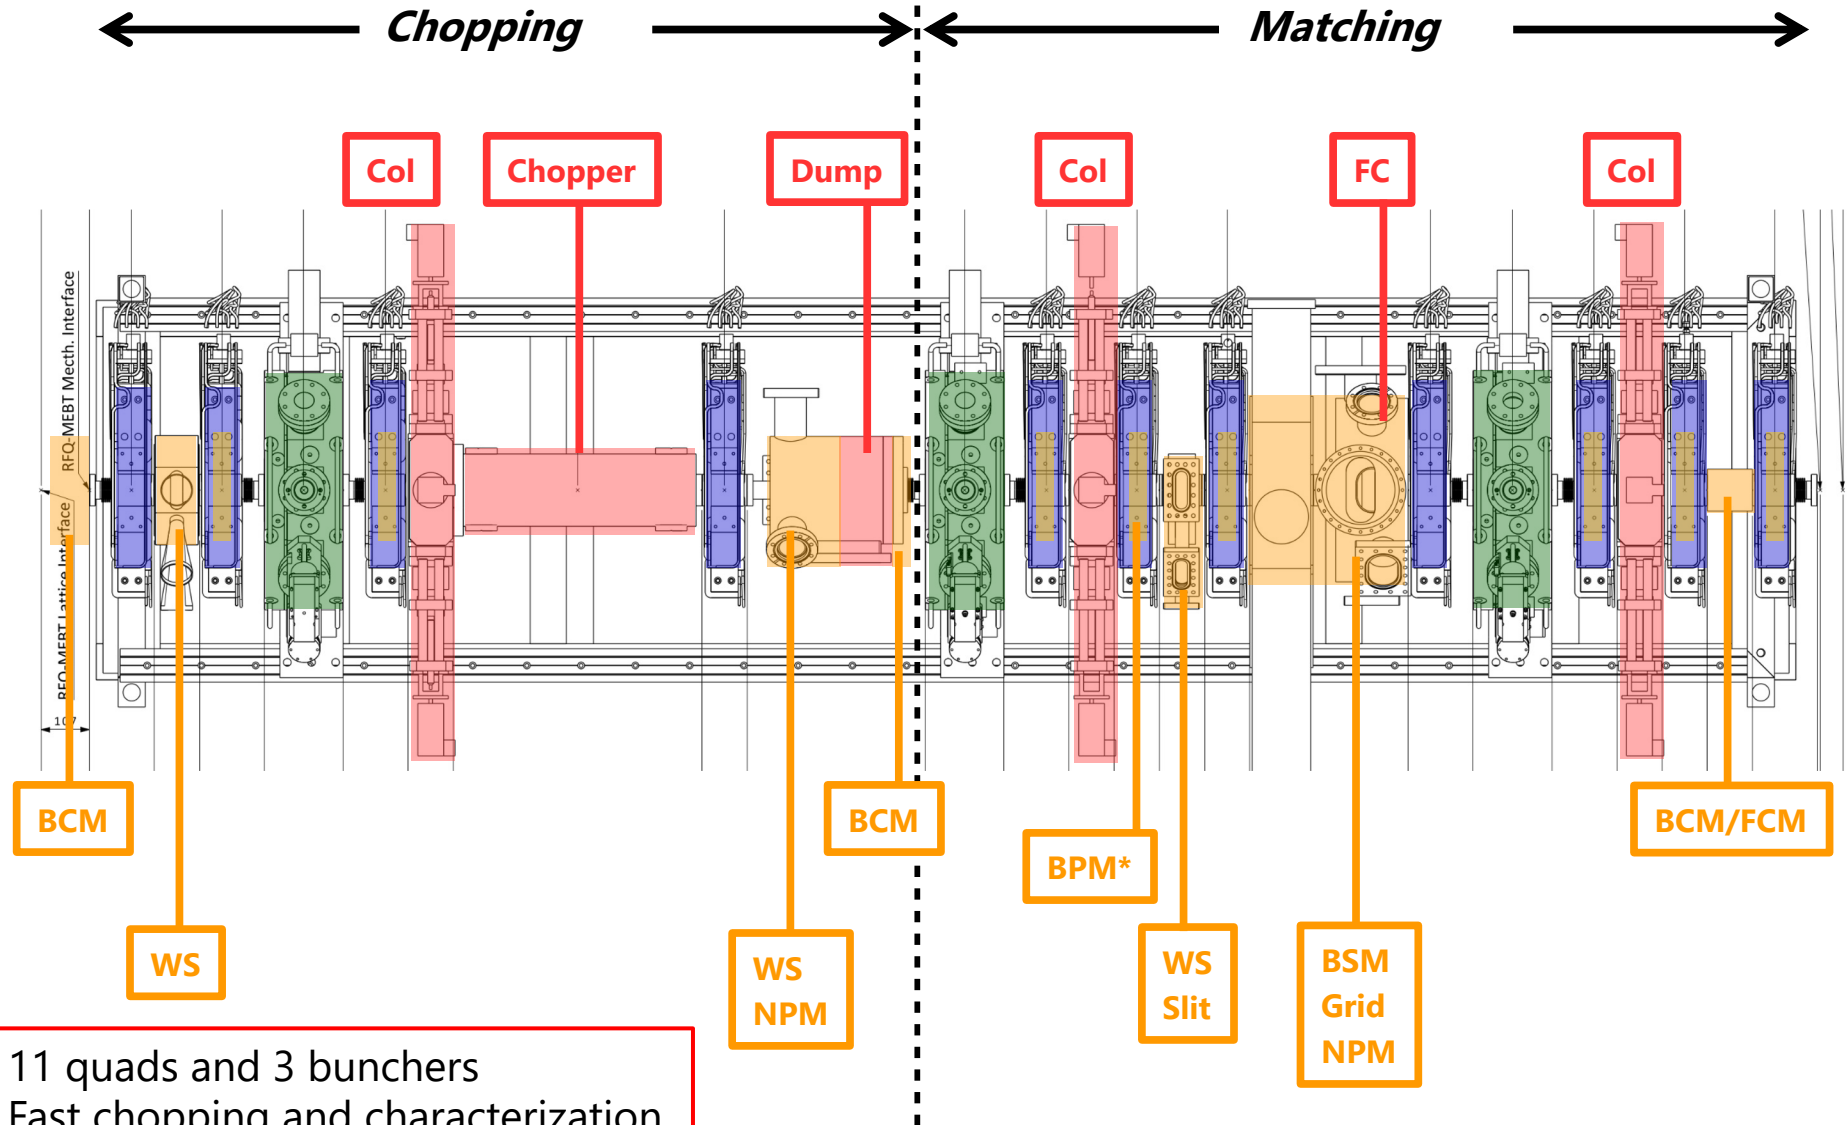 Chopping
Matching
Col
Chopper
Dump
Col
FC
Col
RFQ-MEBT Mecth. Interface
RFQ-MEBT Lattice Interface
107
BCM
BCM
BCM/FCM
BPM*
WS
WS
NPM
WS
Slit
BSM
Grid
NPM
11 quads and 3 bunchers
Fast chopping and characterization